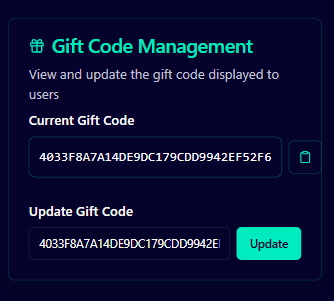 Gift Code Management
View and update the gift code displayed to
users
Current Gift Code
4033F8A7A14DE9DC179CDD9942EF52F6
Update Gift Code
4033F8A7A14DE9DC179CDD9942E
Update